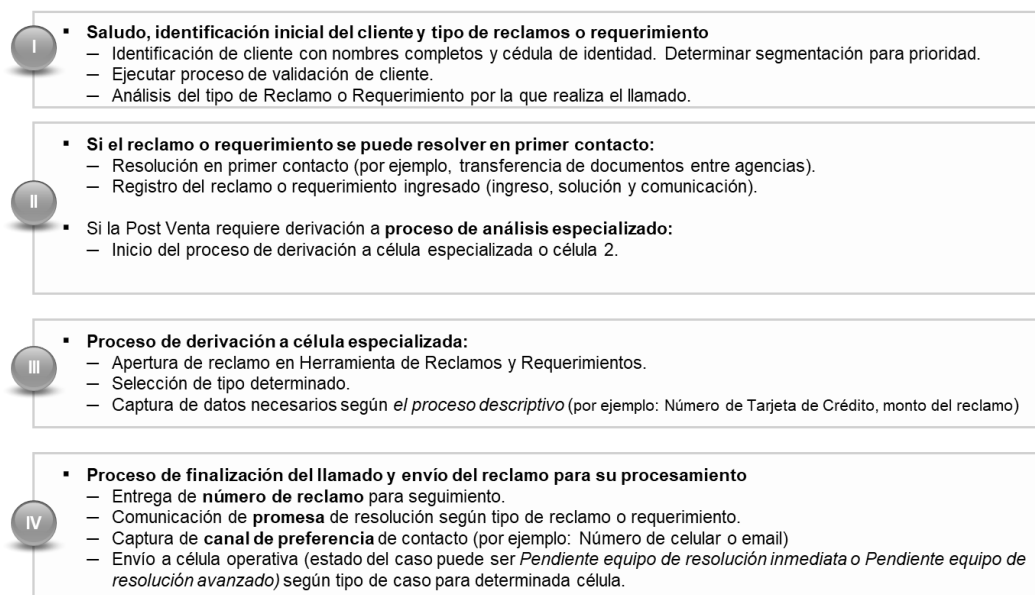 I
▪ Saludo, identificación inicial del cliente y tipo de reclamos o requerimiento
— Identificación de cliente con nombres completos y cédula de identidad. Determinar segmentación para prioridad.
— Ejecutar proceso de validación de cliente.
— Análisis del tipo de Reclamo o Requerimiento por la que realiza el llamado.
II
▪ Si el reclamo o requerimiento se puede resolver en primer contacto:
— Resolución en primer contacto (por ejemplo, transferencia de documentos entre agencias).
— Registro del reclamo o requerimiento ingresado (ingreso, solución y comunicación).
▪ Si la Post Venta requiere derivación a proceso de análisis especializado:
— Inicio del proceso de derivación a célula especializada o célula 2.
III
▪ Proceso de derivación a célula especializada:
— Apertura de reclamo en Herramienta de Reclamos y Requerimientos.
— Selección de tipo determinado.
— Captura de datos necesarios según el proceso descriptivo (por ejemplo: Número de Tarjeta de Crédito, monto del reclamo)
IV
▪ Proceso de finalización del llamado y envío del reclamo para su procesamiento
— Entrega de número de reclamo para seguimiento.
— Comunicación de promesa de resolución según tipo de reclamo o requerimiento.
— Captura de canal de preferencia de contacto (por ejemplo: Número de celular o email)
— Envío a célula operativa (estado del caso puede ser Pendiente equipo de resolución inmediata o Pendiente equipo de
resolución avanzado) según tipo de caso para determinada célula.